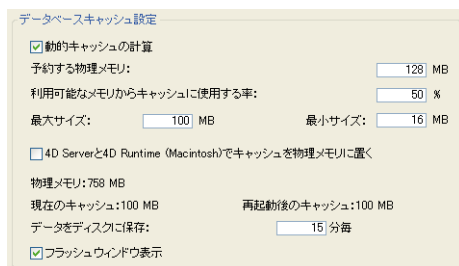 データベースキャッシュ設定
動的キャッシュの計算
予約する物理メモリ: 128 MB
利用可能なメモリからキャッシュに使用する率: 50 %
最大サイズ: 100 MB 最小サイズ: 16 MB
4D Serverと4D Runtime (Macintosh)でキャッシュを物理メモリに置く
物理メモリ:758 MB
現在のキャッシュ:100 MB 再起動後のキャッシュ:100 MB
データをディスクに保存: 15 分毎
フラッシュウィンドウ表示